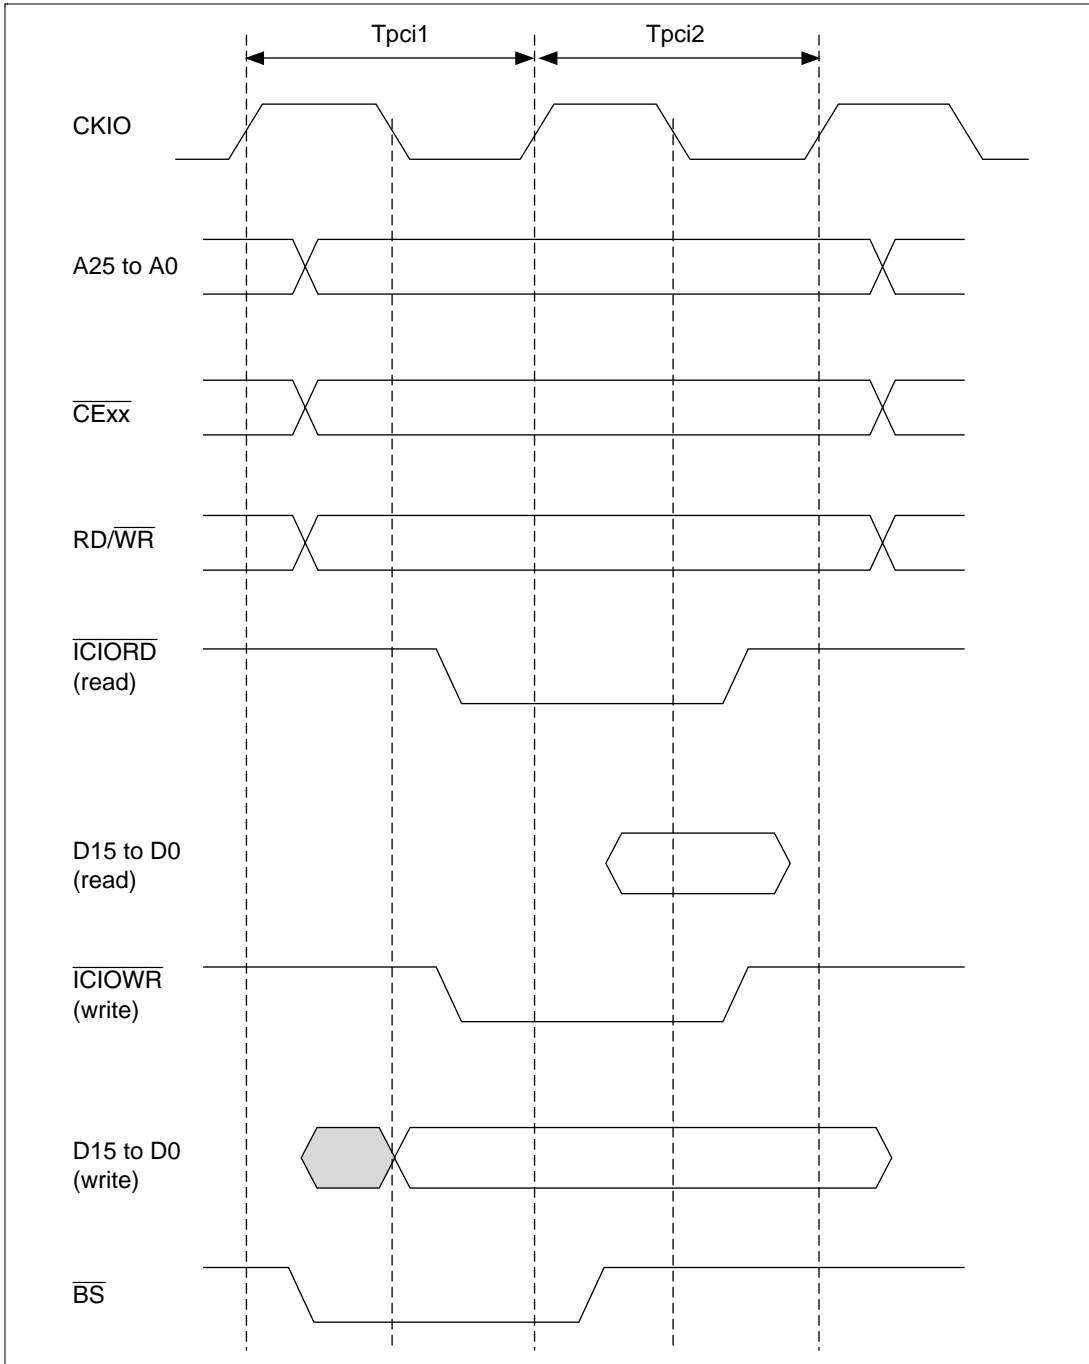 Tpci1
Tpci2
CKIO
A25 to A0
CExx
RD/WR
ICIORD
(read)
D15 to D0
(read)
ICIOWR
(write)
D15 to D0
(write)
BS